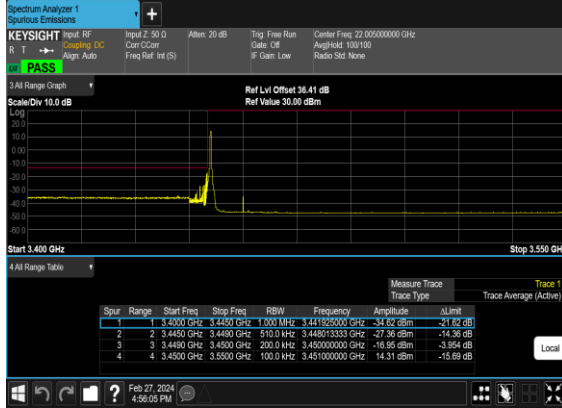 Spectrum Analyzer 1
Spurious Emissions
+
KEYSIGHT Input: RF Input Z: 50 Ω Atten: 20 dB Trig: Free Run Center Freq: 22.005000000 GHz
R T Coupling: DC Corr CCorr Gate: Off Avg|Hold: 100/100
Align: Auto Freq Ref: Int (S) IF Gain: Low Radio Std: None
LXI PASS
3 All Range Graph
Ref Lvl Offset 36.41 dB
Scale/Div 10.0 dB Ref Value 30.00 dBm
Log
20.0
10.0
0.00
-10.0
-20.0
-30.0
-40.0
-50.0
-60.0
Start 3.400 GHz Stop 3.550 GH
4 All Range Table
Measure Trace Trace 1
Trace Type Trace Average (Active)
Spur Range Start Freq Stop Freq RBW Frequency Amplitude ΔLimit
1 1 3.4000 GHz 3.4450 GHz 1.000 MHz 3.441925000 GHz -34.62 dBm -21.62 dB
2 2 3.4450 GHz 3.4490 GHz 510.0 kHz 3.448013333 GHz -27.36 dBm -14.36 dB
3 3 3.4490 GHz 3.4500 GHz 200.0 kHz 3.450000000 GHz -16.95 dBm -3.954 dB
4 4 3.4500 GHz 3.5500 GHz 100.0 kHz 3.451000000 GHz 14.31 dBm -15.69 dB
Local
? Feb 27, 2024
4:56:05 PM